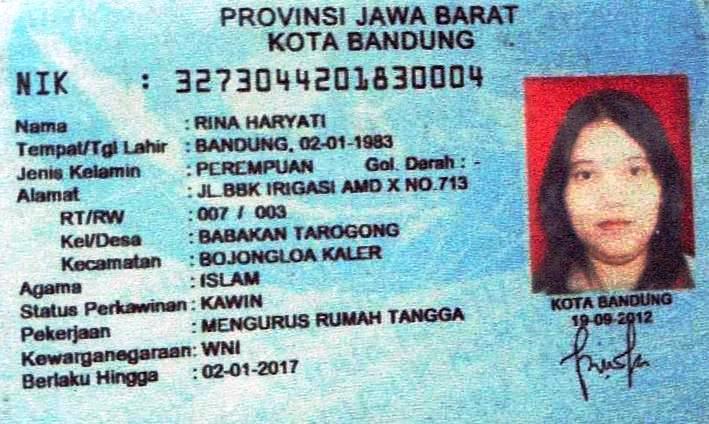 PROVINSI JAWA BARAT
KOTA BANDUNG
NIK : 3273044201830004
Nama : RINA HARYATI
Tempat/Tgl Lahir : BANDUNG, 02-01-1983
Jenis Kelamin : PEREMPUAN Gol. Darah : -
Alamat : JL.BBK IRIGASI AMD X NO.713
RT/RW : 007 / 003
Kel/Desa : BABAKAN TAROGONG
Kecamatan : BOJONGLOA KALER
Agama : ISLAM
Status Perkawinan : KAWIN
Pekerjaan : MENGURUS RUMAH TANGGA
Kewarganegaraan : WNI
Berlaku Hingga : 02-01-2017
KOTA BANDUNG
19-09-2012